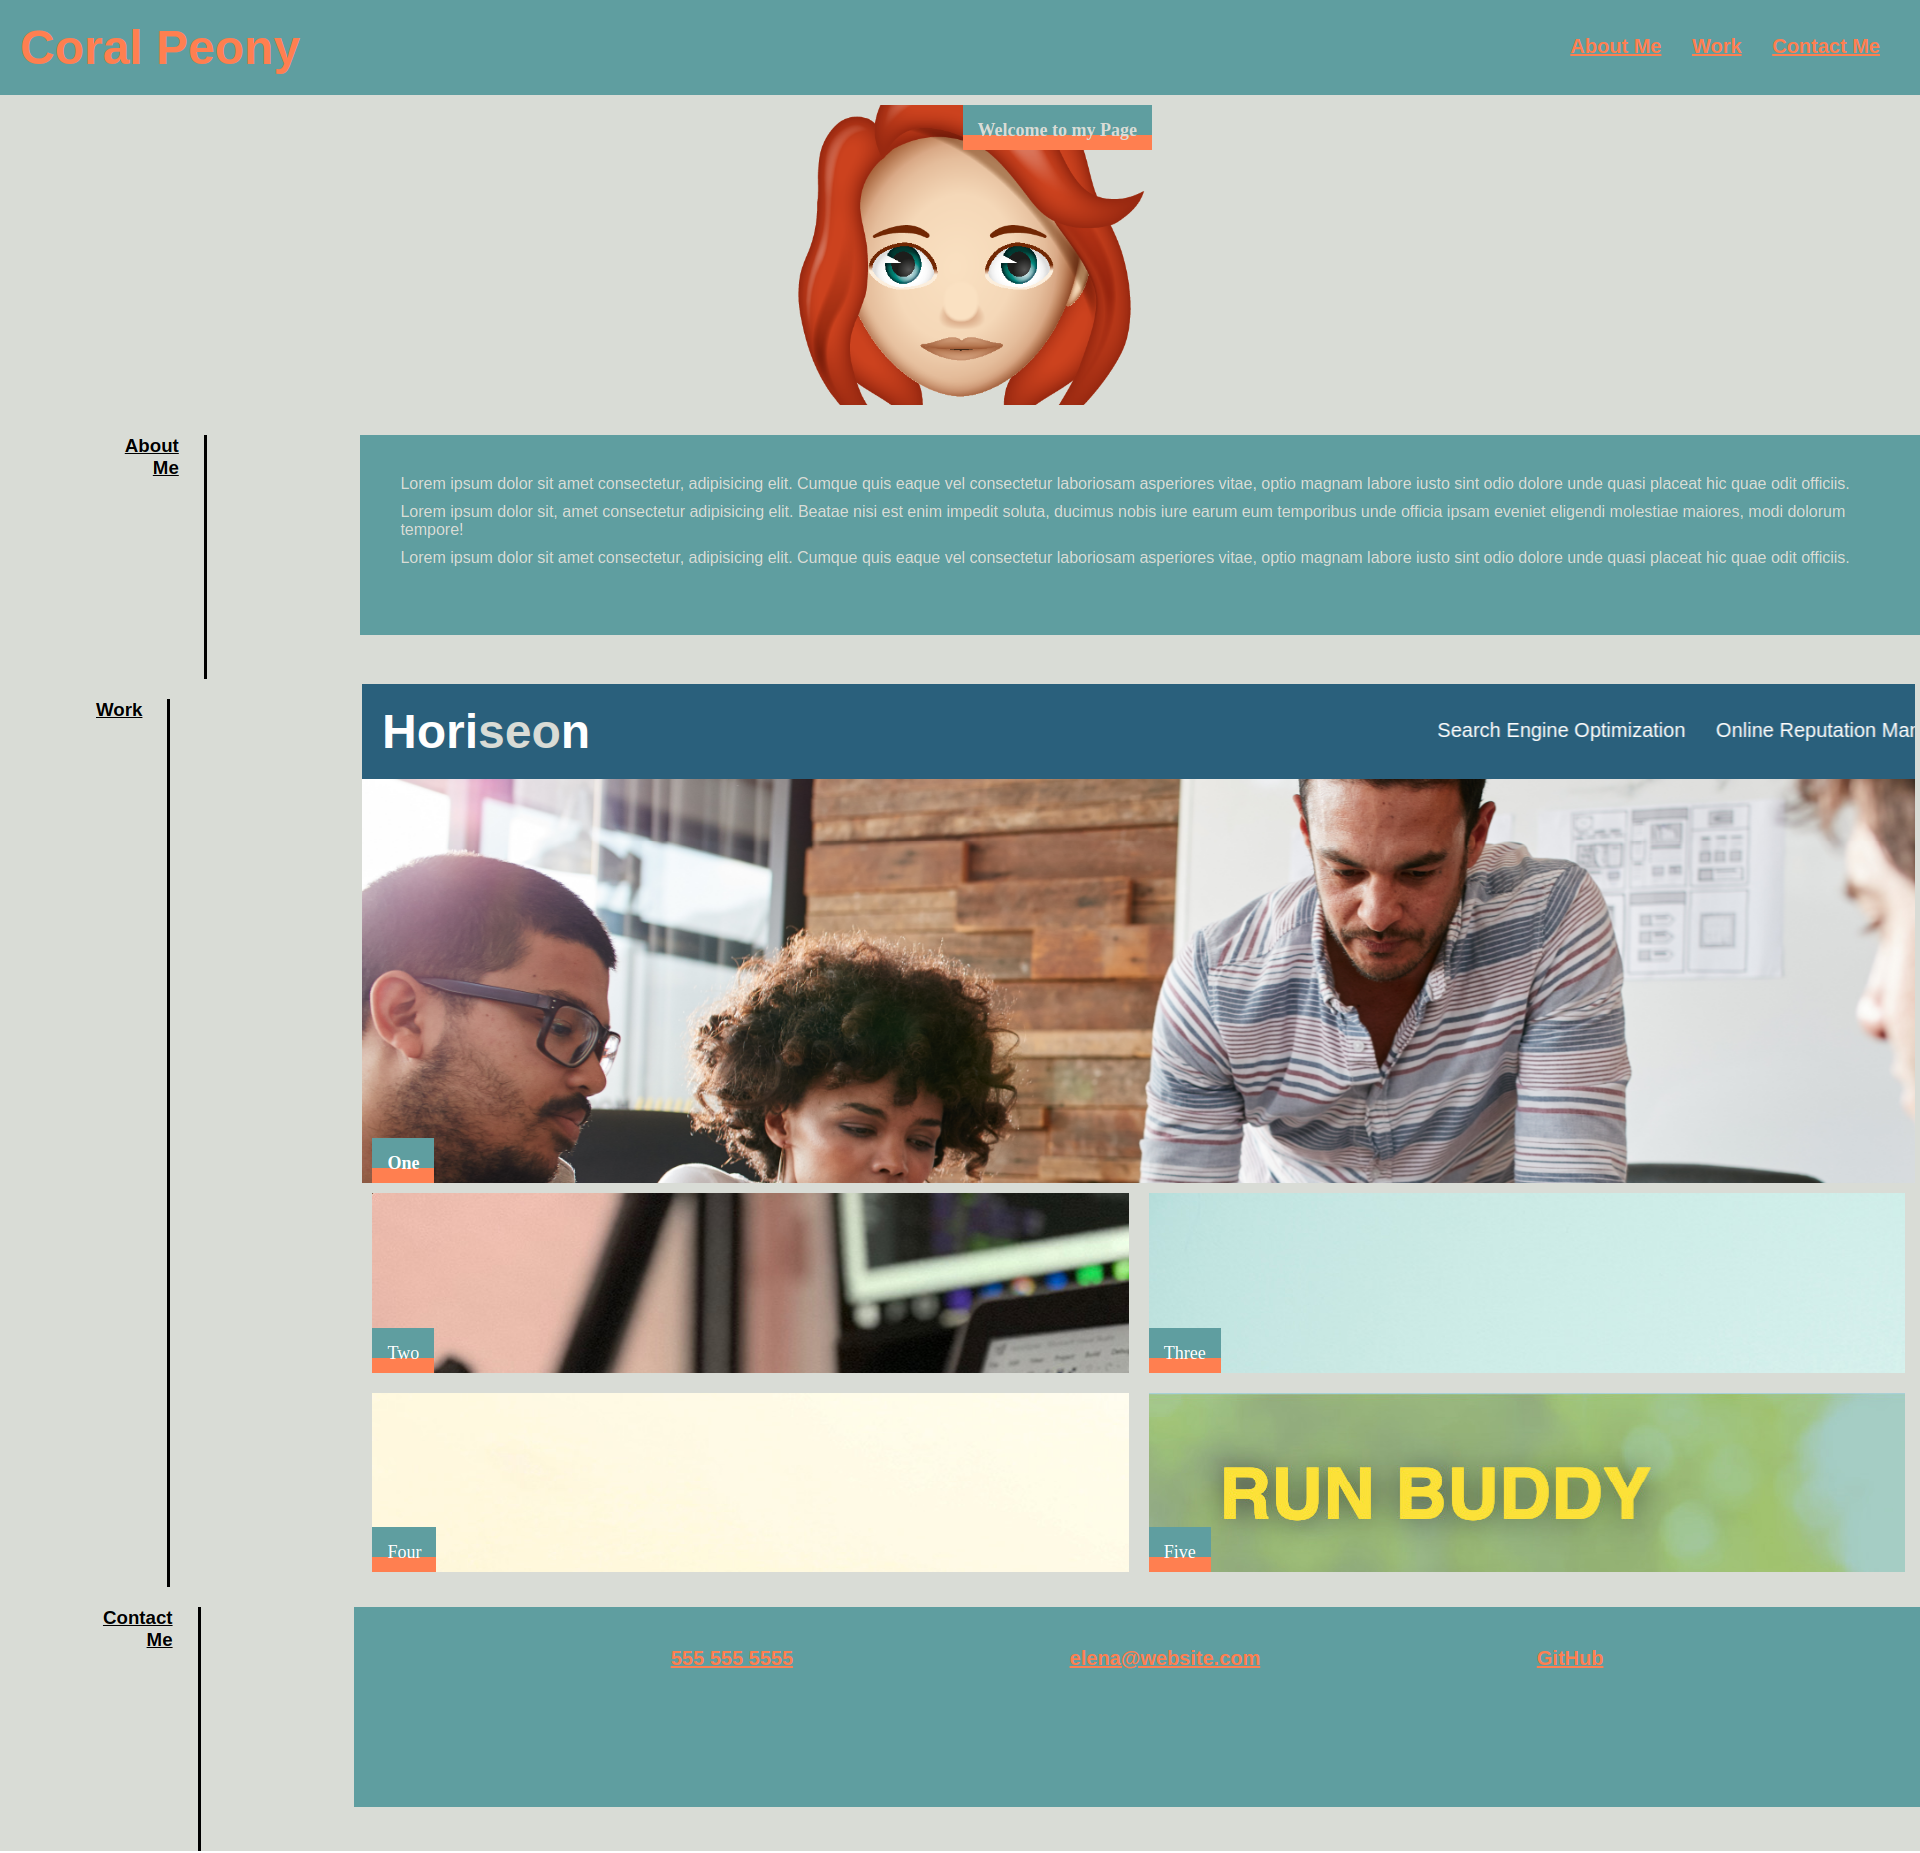 Coral Peony
About Me
Work
Contact Me
Welcome to my Page
About
Me
Lorem ipsum dolor sit amet consectetur, adipisicing elit. Cumque quis eaque vel consectetur laboriosam asperiores vitae, optio magnam labore iusto sint odio dolore unde quasi placeat hic quae odit officiis.
Lorem ipsum dolor sit, amet consectetur adipisicing elit. Beatae nisi est enim impedit soluta, ducimus nobis iure earum eum temporibus unde officia ipsam eveniet eligendi molestiae maiores, modi dolorum
tempore!
Lorem ipsum dolor sit amet consectetur, adipisicing elit. Cumque quis eaque vel consectetur laboriosam asperiores vitae, optio magnam labore iusto sint odio dolore unde quasi placeat hic quae odit officiis.
Work
Horiseon
Search Engine Optimization
Online Reputation
One
Two
Three
Four
RUN BUDDY
Five
Contact
Me
555 555 5555
elena@website.com
GitHub